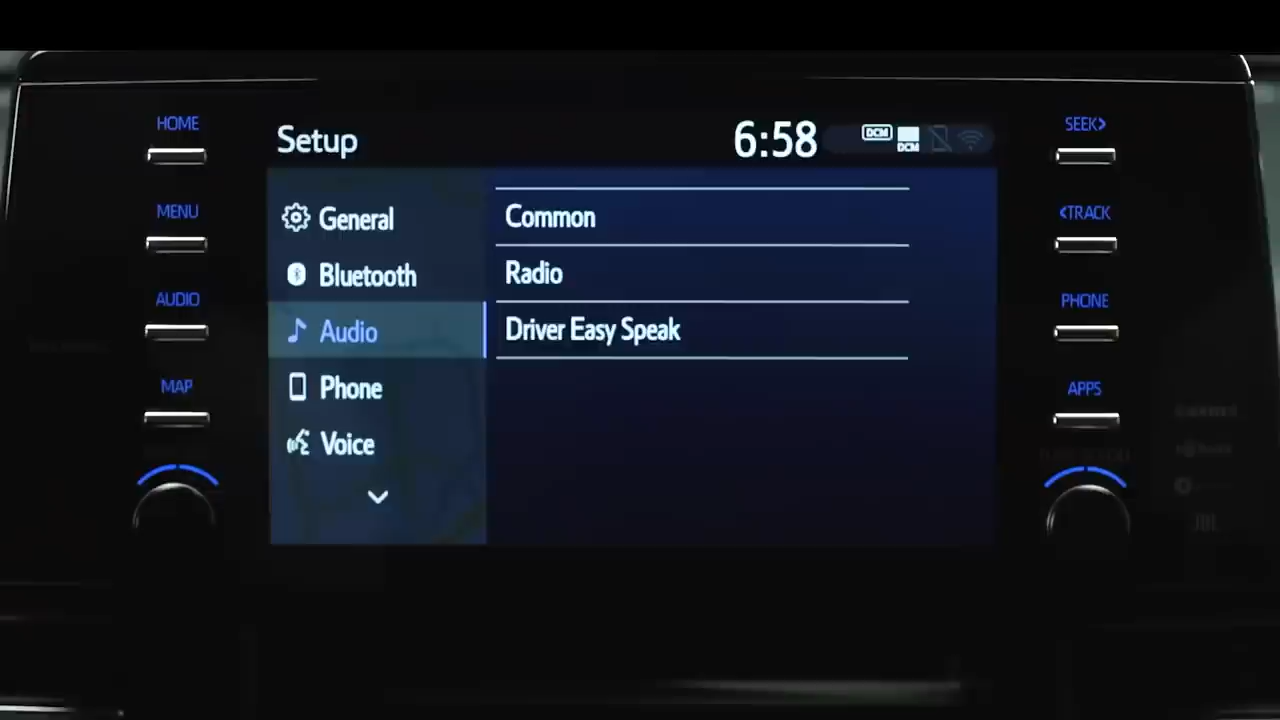 HOME
MENU
AUDIO
MAP
Setup
6:58
DCM
DCM
General
Bluetooth
Audio
Phone
Voice
Common
Radio
Driver Easy Speak
SEEK>
<TRACK
PHONE
APPS
JBL